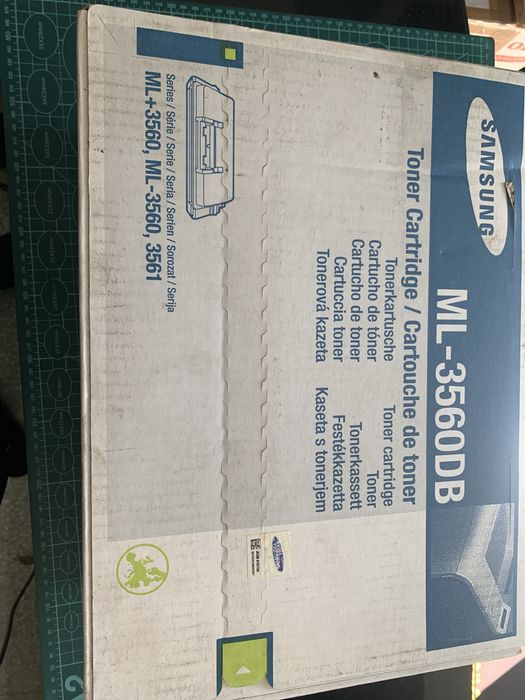 SAMSUNG
ML-3560DB
Toner Cartridge / Cartouche de toner
Tonerkartusche
Cartucho de tóner
Cartucho de toner
Cartuccia toner
Tonerová kazeta
Toner cartridge
Toner
Tonerkassett
Festékkazetta
Kaseta s tonerjem
Series / Série / Serie / Seria / Serien / Sorozat / Serija
ML+3560, ML-3560, 3561